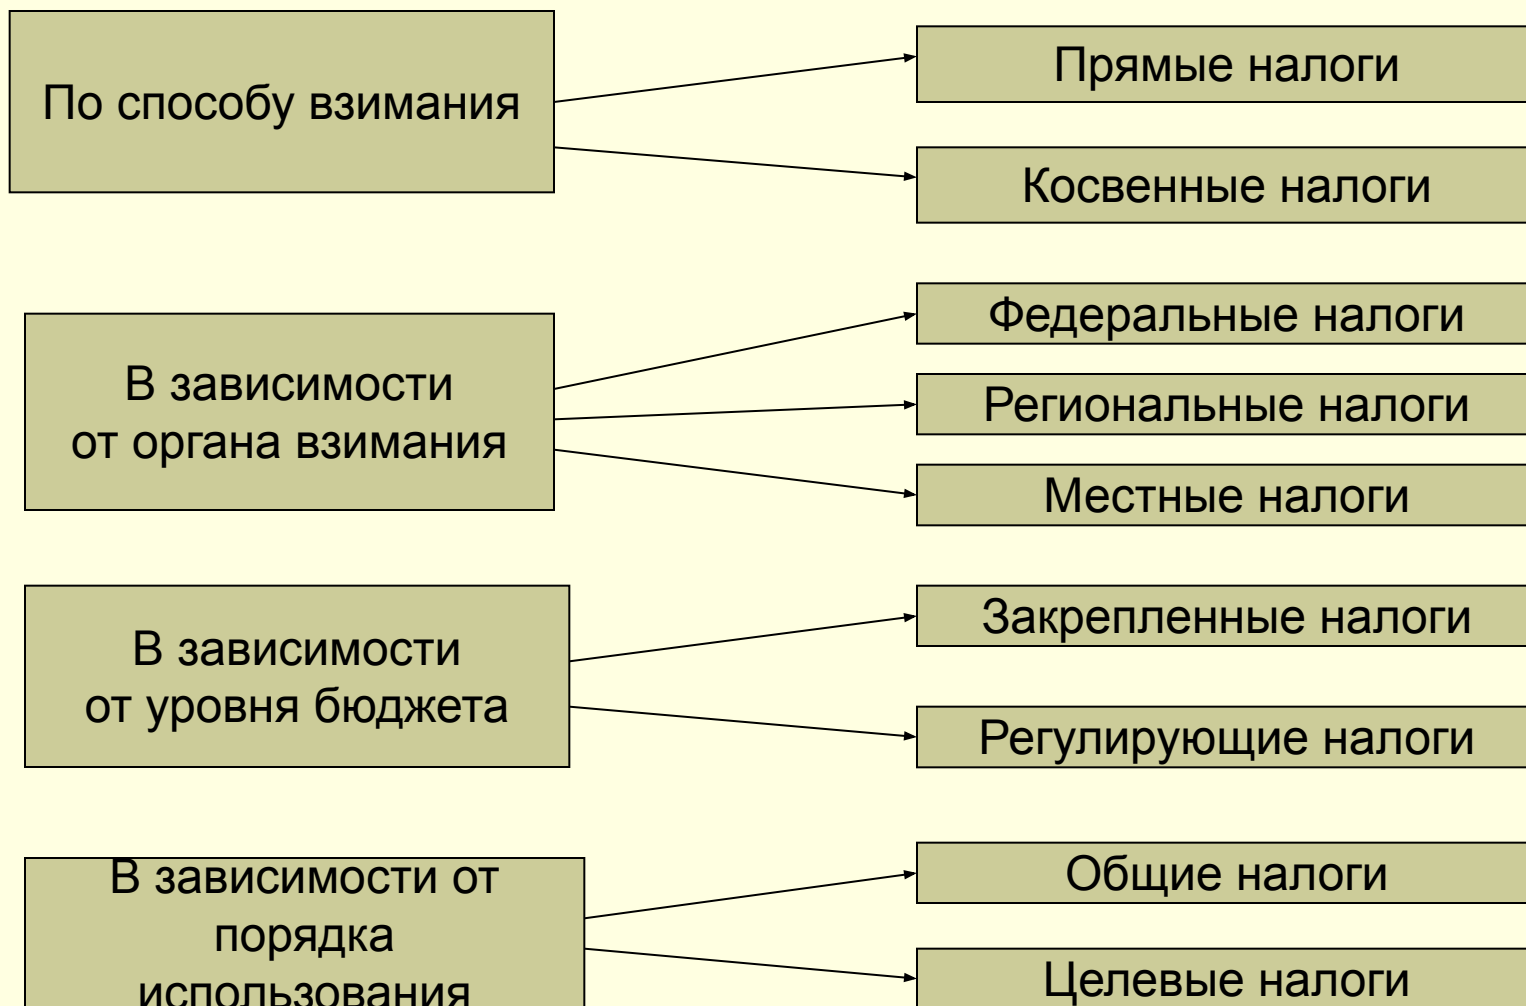 По способу взимания
Прямые налоги
Косвенные налоги
В зависимости
от органа взимания
Федеральные налоги
Региональные налоги
Местные налоги
В зависимости
от уровня бюджета
Закрепленные налоги
Регулирующие налоги
В зависимости от
порядка
использования
Общие налоги
Целевые налоги